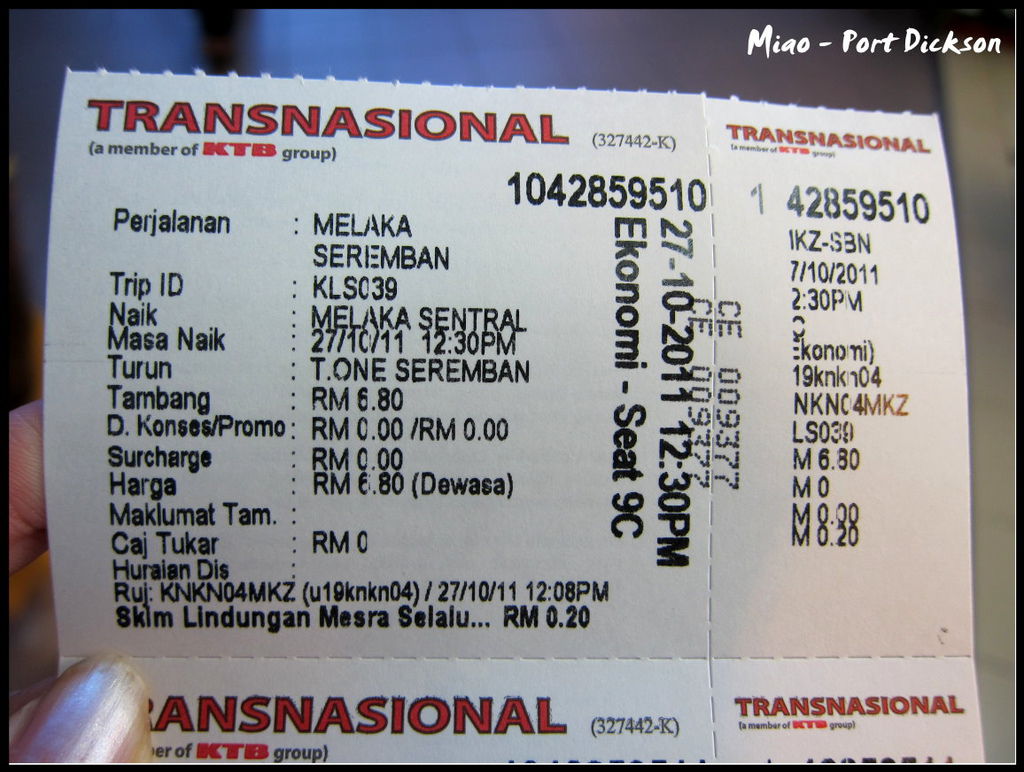 Miao - Port Dickson
TRANSNASIONAL (327442-K)
(a member of KTB group)
1042859510
Perjalanan : MELAKA
SEREMBAN
Trip ID : KLS039
Naik : MELAKA SENTRAL
Masa Naik : 27/10/11 12:30PM
Turun : T.ONE SEREMBAN
Tambang : RM 6.80
D. Konses/Promo : RM 0.00 /RM 0.00
Surcharge : RM 0.00
Harga : RM 6.80 (Dewasa)
Maklumat Tam. :
Caj Tukar : RM 0
Huraian Dis :
Ruj: KNKN04MKZ (u19knkn04) / 27/10/11 12:08PM
Skim Lindungan Mesra Selalu... RM 0.20
27-10-2011 12:30PM
Ekonomi - Seat 9C
CE 009377
CE 009377
TRANSNASIONAL
(a member of KTB group)
1 42859510
KZ-SBN
7/10/2011
2:30PM
konomi)
19knkn04
NKN04MKZ
LS039
M 6.80
M 0
M 0.00
M 0.20
RANSNASIONAL (327442-K)
er of KTB group)
TRANSNASIONAL
(a member of KTB group)